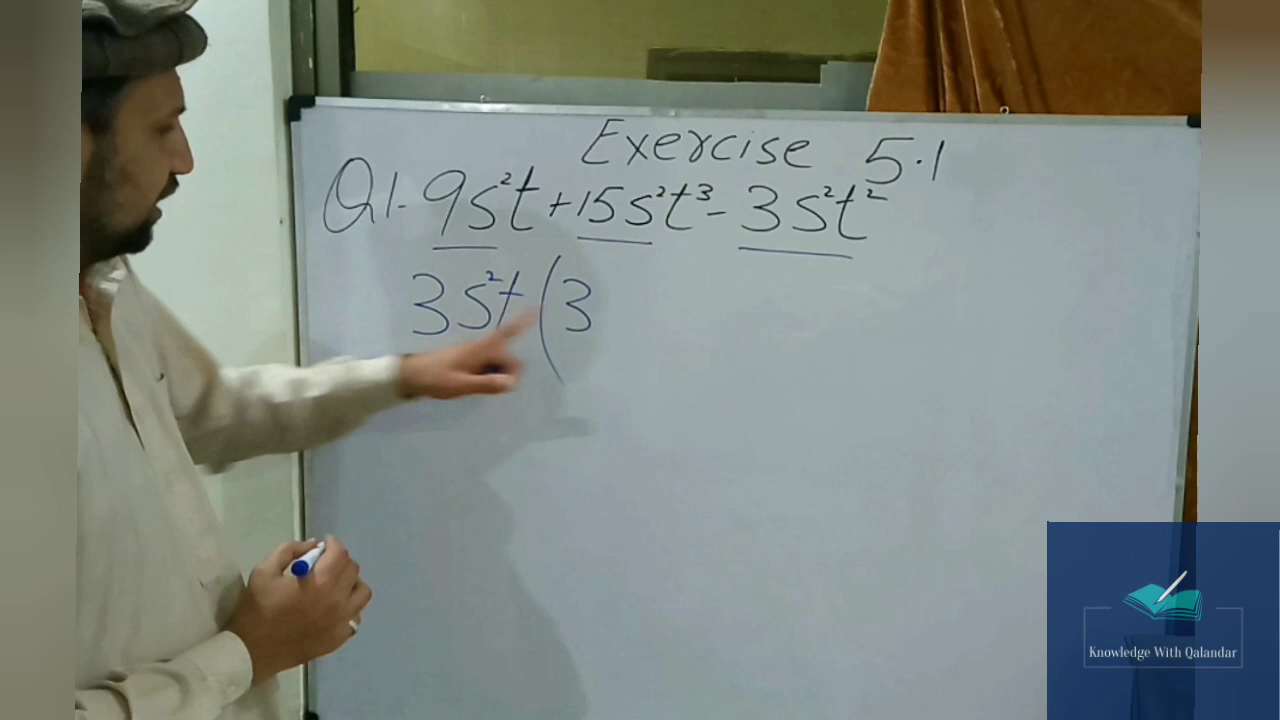 Exercise 5.1
Q1. 9s²t + 15s²t³ - 3s²t²
3s²t (3
Knowledge With Qalandar